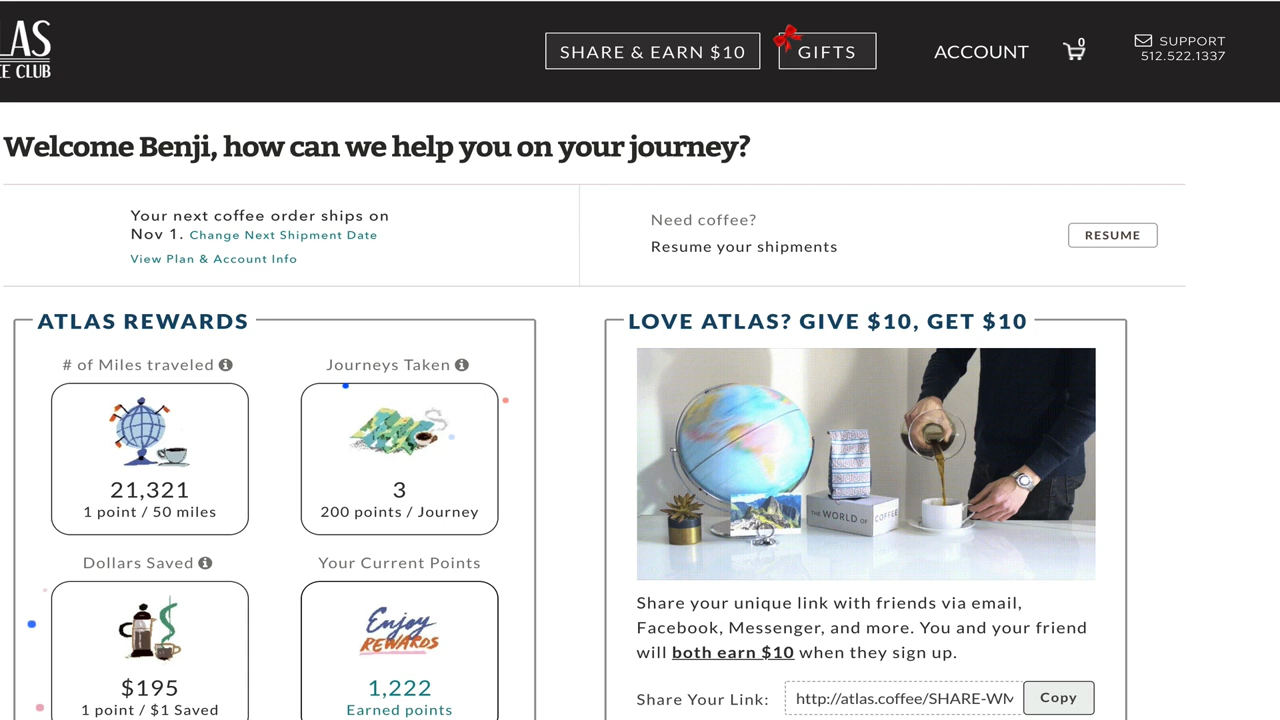 LAS
CE CLUB
SHARE & EARN $10
GIFTS
ACCOUNT
0
SUPPORT
512.522.1337
Welcome Benji, how can we help you on your journey?
Your next coffee order ships on
Nov 1. Change Next Shipment Date
View Plan & Account Info
Need coffee?
Resume your shipments
RESUME
ATLAS REWARDS
# of Miles traveled
Journeys Taken
21,321
1 point / 50 miles
3
200 points / Journey
Dollars Saved
Your Current Points
Enjoy
REWARDS
$195
1 point / $1 Saved
1,222
Earned points
LOVE ATLAS? GIVE $10, GET $10
THE WORLD OF COFFEE
Share your unique link with friends via email,
Facebook, Messenger, and more. You and your friend
will both earn $10 when they sign up.
Share Your Link:
http://atlas.coffee/SHARE-WM
Copy